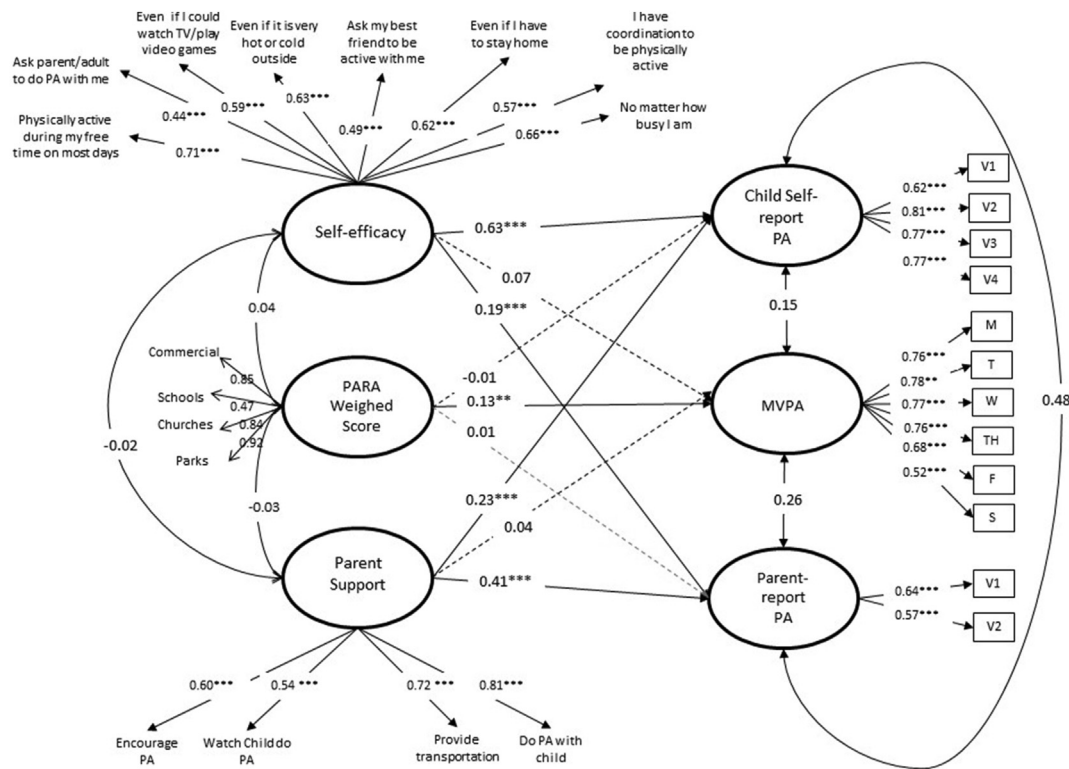 Even if I could
watch TV/play
video games
Even if it is very
hot or cold
outside
Ask my best
friend to be
active with me
Even if I have
to stay home
I have
coordination to
be physically
active
Ask parent/adult
to do PA with me
Physically active
during my free
time on most days
No matter how
busy I am
0.71***
0.44***
0.59***
0.63***
0.49***
0.62***
0.57***
0.66***
Self-efficacy
PARA
Weighed
Score
Parent
Support
0.04
-0.02
-0.03
Commercial
Schools
Churches
Parks
0.85
0.47
0.84
0.92
0.63***
0.07
0.19***
-0.01
0.13**
0.01
0.23***
0.04
0.41***
Child Self-
report
PA
0.15
MVPA
0.26
Parent-
report
PA
0.48
0.62***
0.81***
0.77***
0.77***
V1
V2
V3
V4
0.76***
0.78**
0.77***
0.76***
0.68***
0.52***
M
T
W
TH
F
S
0.64***
0.57***
V1
V2
0.60***
0.54 ***
0.72 ***
0.81***
Encourage
PA
Watch Child do
PA
Provide
transportation
Do PA with
child